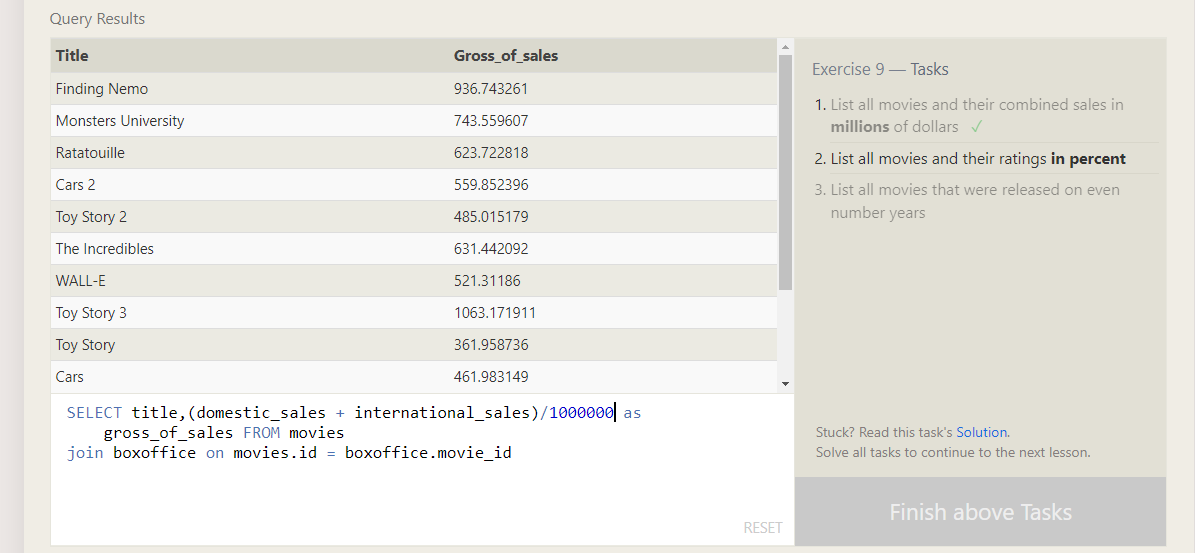 Query Results
Title Gross_of_sales
Finding Nemo 936.743261
Monsters University 743.559607
Ratatouille 623.722818
Cars 2 559.852396
Toy Story 2 485.015179
The Incredibles 631.442092
WALL-E 521.31186
Toy Story 3 1063.171911
Toy Story 361.958736
Cars 461.983149
SELECT title,(domestic_sales + international_sales)/1000000 as
gross_of_sales FROM movies
join boxoffice on movies.id = boxoffice.movie_id
RESET
Exercise 9 — Tasks
1. List all movies and their combined sales in
millions of dollars ✓
2. List all movies and their ratings in percent
3. List all movies that were released on even
number years
Stuck? Read this task's Solution.
Solve all tasks to continue to the next lesson.
Finish above Tasks